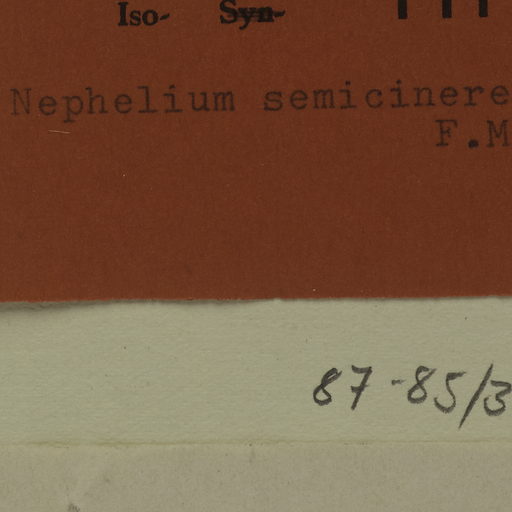 Iso- Syn-
Nephelium semicinere
F.M
87-85/3